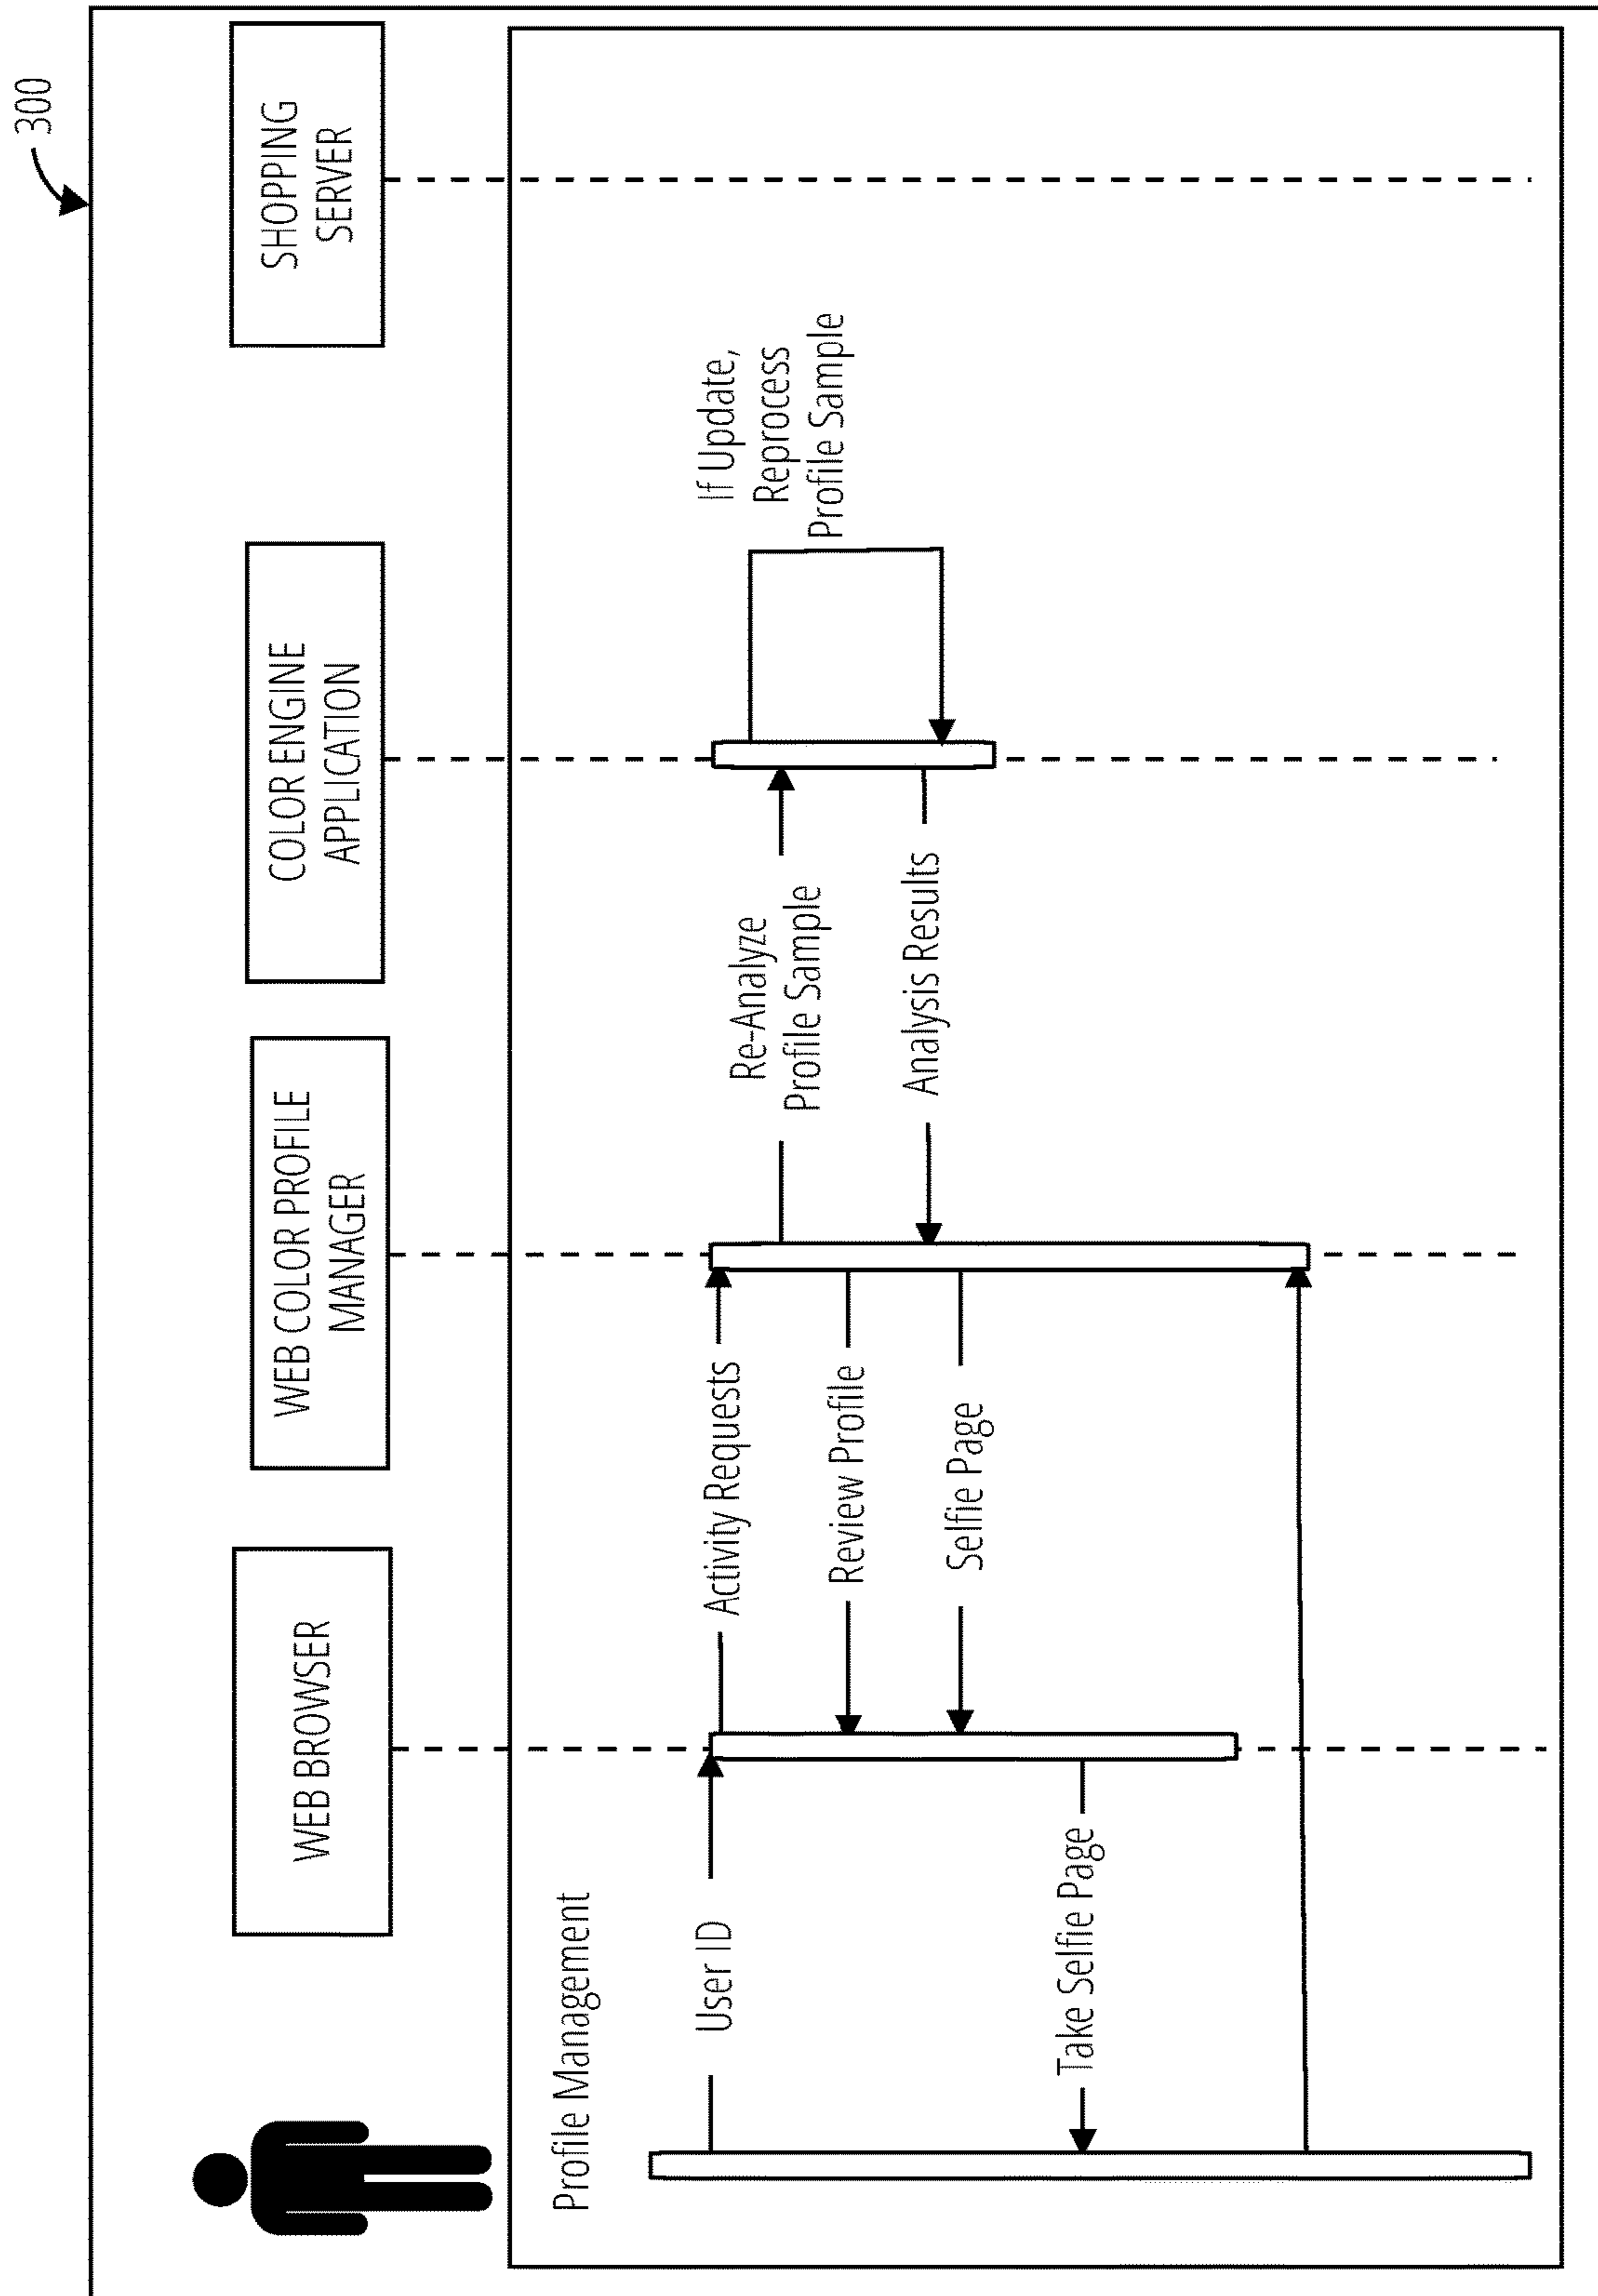 300
WEB BROWSER
WEB COLOR PROFILE
MANAGER
COLOR ENGINE
APPLICATION
SHOPPING
SERVER
Profile Management
User ID
Activity Requests
Re-Analyze
Profile Sample
If Update,
Reprocess
Profile Sample
Review Profile
Analysis Results
Selfie Page
Take Selfie Page